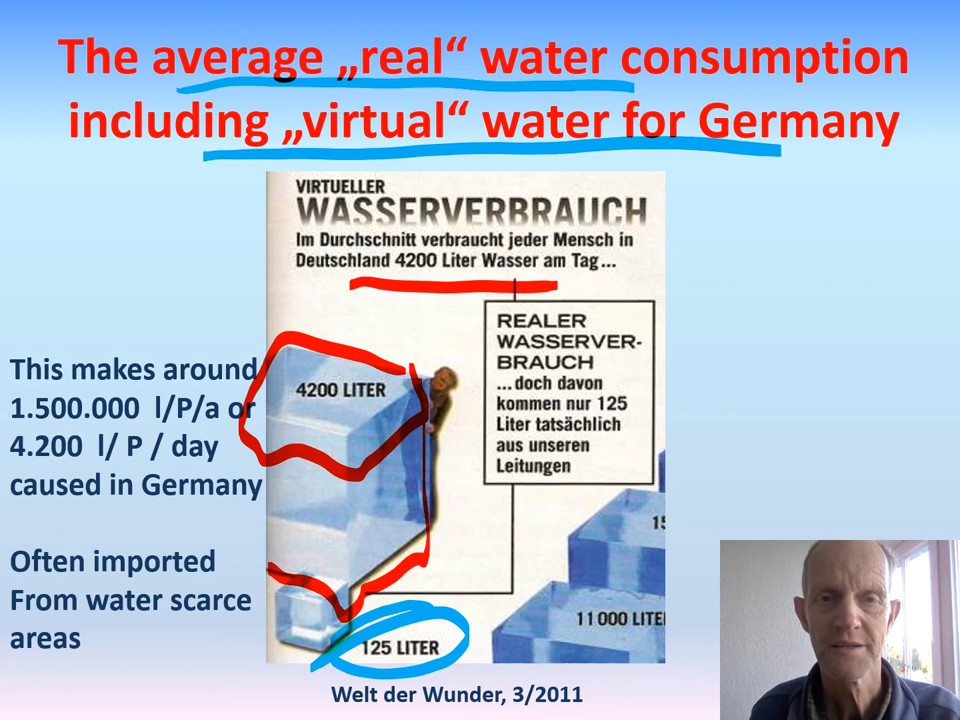 The average „real“ water consumption
including „virtual“ water for Germany
VIRTUELLER
WASSERVERBRAUCH
Im Durchschnitt verbraucht jeder Mensch in
Deutschland 4200 Liter Wasser am Tag ...
REALER
WASSERVER-
BRAUCH
...doch davon
kommen nur 125
Liter tatsächlich
aus unseren
Leitungen
4200 LITER
This makes around
1.500.000 l/P/a or
4.200 l/ P / day
caused in Germany
Often imported
From water scarce
areas
11 000 LITE
125 LITER
Welt der Wunder, 3/2011